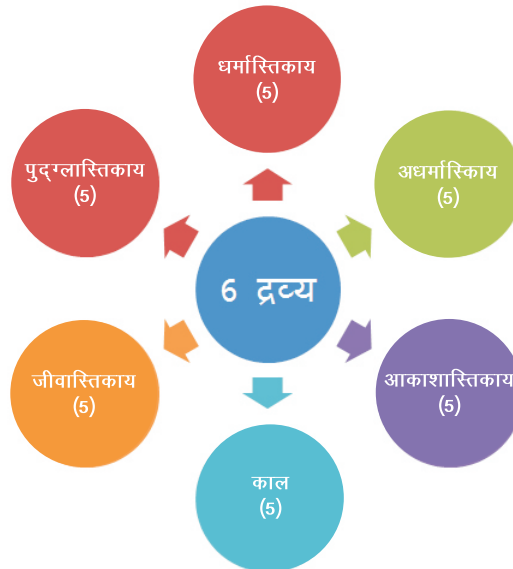 धर्मास्तिकाय
(5)
पुद्ग्लास्तिकाय
(5)
अधर्मास्किाय
(5)
6 द्रव्य
जीवास्तिकाय
(5)
आकाशास्तिकाय
(5)
काल
(5)